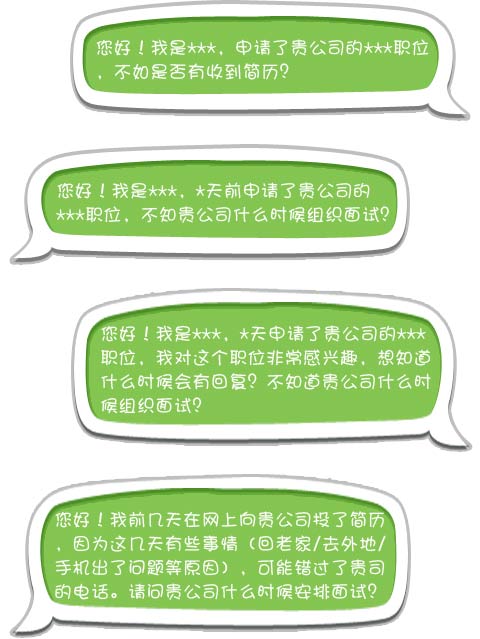 您好！我是***，申请了贵公司的***职位
，不如是否有收到简历？
您好！我是***，*天前申请了贵公司的
***职位，不知贵公司什么时候组织面试？
您好！我是***，*天申请了贵公司的***
职位，我对这个职位非常感兴趣，想知道
什么时候会有回复？不知道贵公司什么时
候组织面试？
您好！我前几天在网上向贵公司投了简历
，因为这几天有些事情（回老家/去外地/
手机出了问题等原因），可能错过了贵司
的电话。请问贵公司什么时候安排面试？